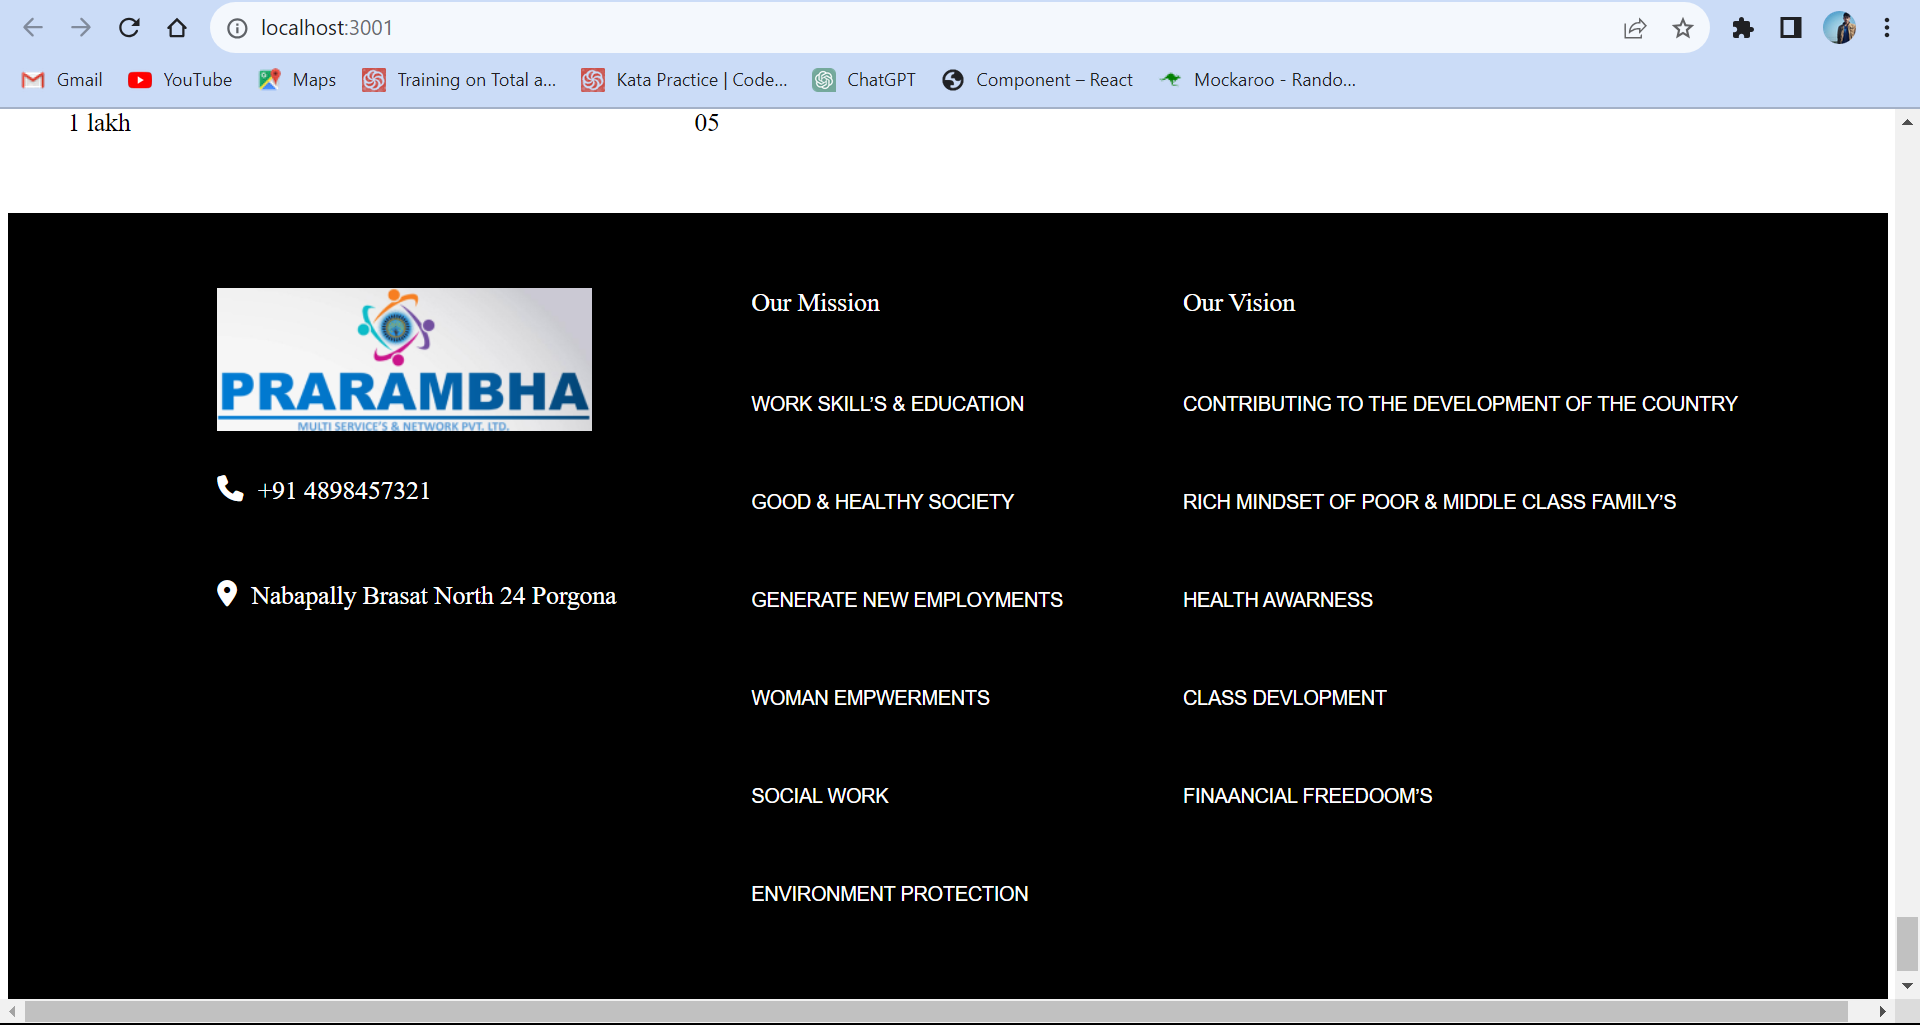 localhost:3001
Gmail YouTube Maps Training on Total a... Kata Practice | Code... ChatGPT Component – React Mockaroo - Rando...
1 lakh 05
PRARAMBHA
MULTI SERVICE'S & NETWORK PVT. LTD.
+91 4898457321
Nabapally Brasat North 24 Porgona
Our Mission
WORK SKILL’S & EDUCATION
GOOD & HEALTHY SOCIETY
GENERATE NEW EMPLOYMENTS
WOMAN EMPWERMENTS
SOCIAL WORK
ENVIRONMENT PROTECTION
Our Vision
CONTRIBUTING TO THE DEVELOPMENT OF THE COUNTRY
RICH MINDSET OF POOR & MIDDLE CLASS FAMILY’S
HEALTH AWARNESS
CLASS DEVLOPMENT
FINAANCIAL FREEDOOM’S